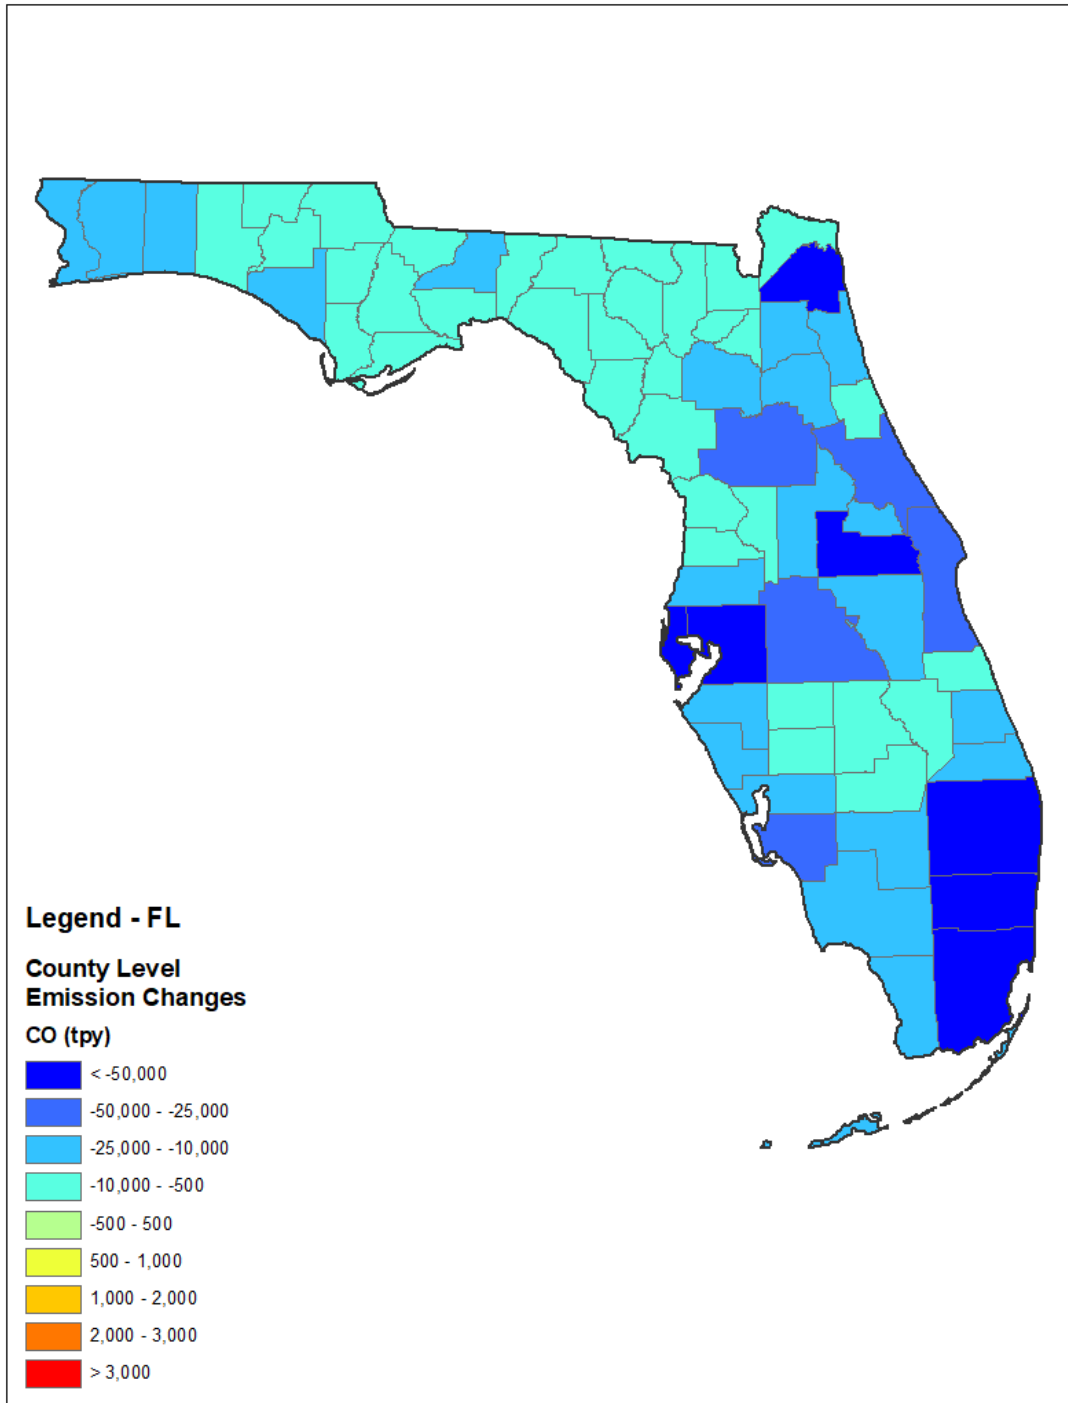 Legend - FL
County Level
Emission Changes
CO (tpy)
< -50,000
-50,000 - -25,000
-25,000 - -10,000
-10,000 - -500
-500 - 500
500 - 1,000
1,000 - 2,000
2,000 - 3,000
> 3,000